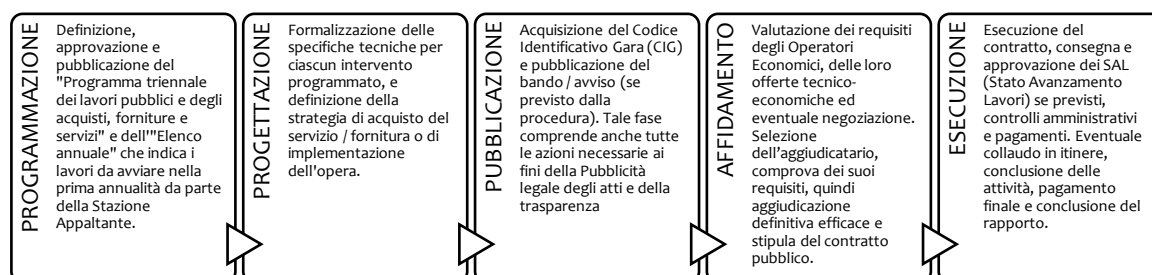 PROGRAMMAZIONE
Definizione,
approvazione e
pubblicazione del
"Programma triennale
dei lavori pubblici e degli
acquisti, forniture e
servizi" e dell'"Elenco
annuale" che indica i
lavori da avviare nella
prima annualità da parte
della Stazione
Appaltante.
PROGETTAZIONE
Formalizzazione delle
specifiche tecniche per
ciascun intervento
programmato, e
definizione della
strategia di acquisto del
servizio / fornitura o di
implementazione
dell'opera.
PUBBLICAZIONE
Acquisizione del Codice
Identificativo Gara (CIG)
e pubblicazione del
bando / avviso (se
previsto dalla
procedura). Tale fase
comprende anche tutte
le azioni necessarie ai
fini della Pubblicità
legale degli atti e della
trasparenza
AFFIDAMENTO
Valutazione dei requisiti
degli Operatori
Economici, delle loro
offerte tecnico-
economiche ed
eventuale negoziazione.
Selezione
dell'aggiudicatario,
comprova dei suoi
requisiti, quindi
aggiudicazione
definitiva efficace e
stipula del contratto
pubblico.
ESECUZIONE
Esecuzione del
contratto, consegna e
approvazione dei SAL
(Stato Avanzamento
Lavori) se previsti,
controlli amministrativi
e pagamenti. Eventuale
collaudo in itinere,
conclusione delle
attività, pagamento
finale e conclusione del
rapporto.